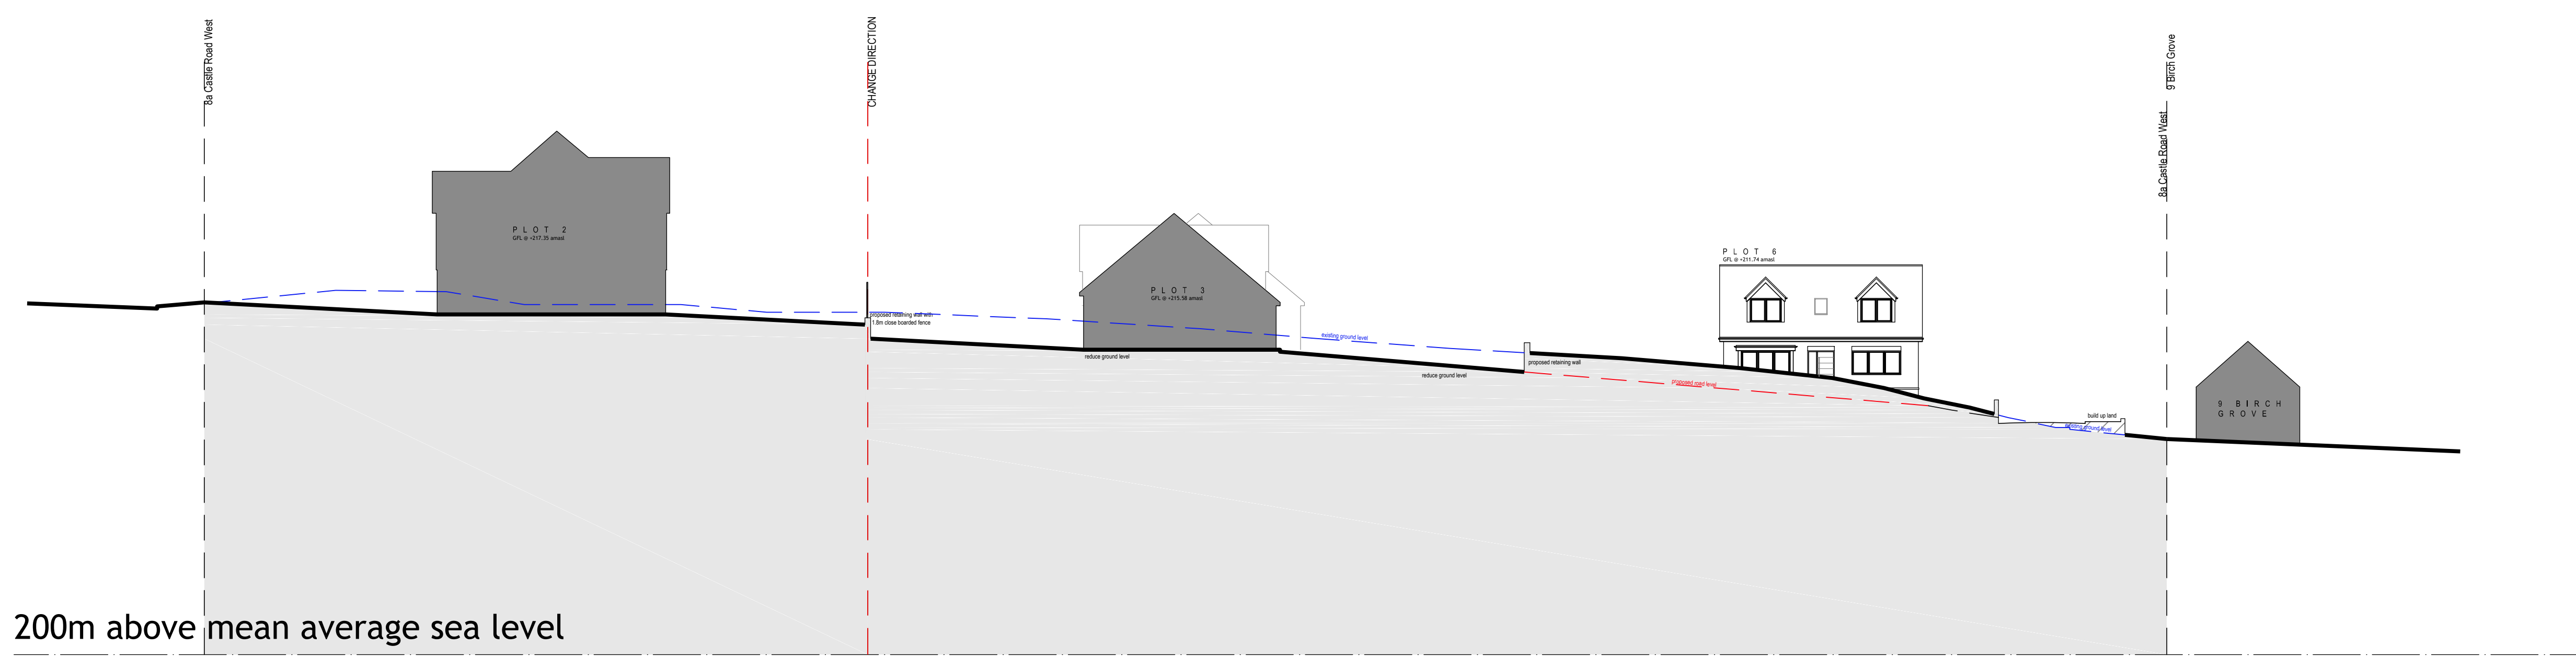 8a Castle Road West
CHANGE DIRECTION
9 Birch Grove
8a Castle Road West
PLOT 2
GFL @ +217.35 amasl
PLOT 3
GFL @ +215.58 amasl
PLOT 6
GFL @ +211.74 amasl
proposed retaining wall with
1.8m close boarded fence
existing ground level
reduce ground level
proposed retaining wall
reduce ground level
proposed road level
9 BIRCH
GROVE
build up land
existing ground level
200m above mean average sea level